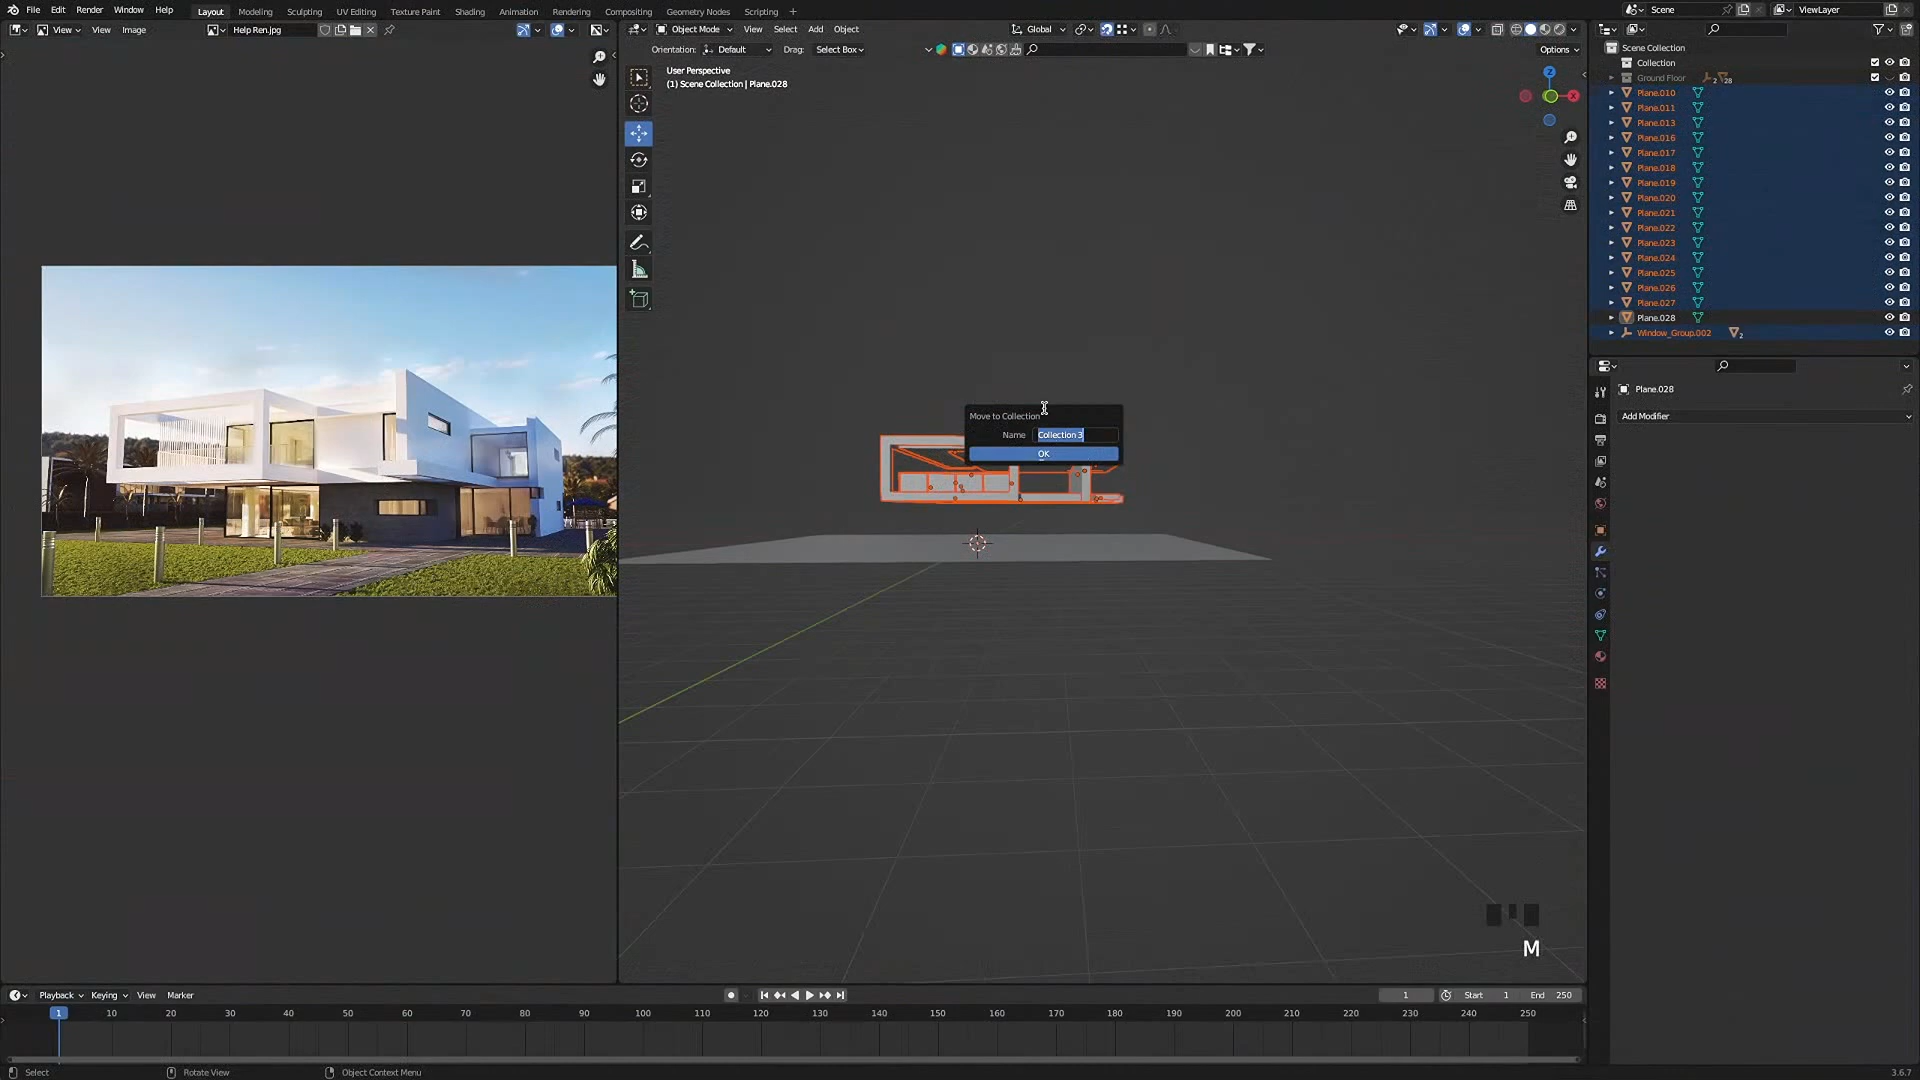 File Edit Render Window Help Layout Modeling Sculpting UV Editing Texture Paint Shading Animation Rendering Compositing Geometry Nodes Scripting + Scene ViewLayer
View View Image Help Ren.jpg Object Mode View Select Add Object Global
Orientation: Default Drag: Select Box Options
User Perspective
(1) Scene Collection | Plane.028
Z
X
Scene Collection
Collection
Ground Floor 2 28
Plane.010
Plane.011
Plane.013
Plane.016
Plane.017
Plane.018
Plane.019
Plane.020
Plane.021
Plane.022
Plane.023
Plane.024
Plane.025
Plane.026
Plane.027
Plane.028
Window_Group.002 2
Plane.028
Add Modifier
Move to Collection
Name Collection 3
OK
M
Playback Keying View Marker 1 Start 1 End 250
1 10 20 30 40 50 60 70 80 90 100 110 120 130 140 150 160 170 180 190 200 210 220 230 240 250
Select Rotate View Object Context Menu 3.6.7